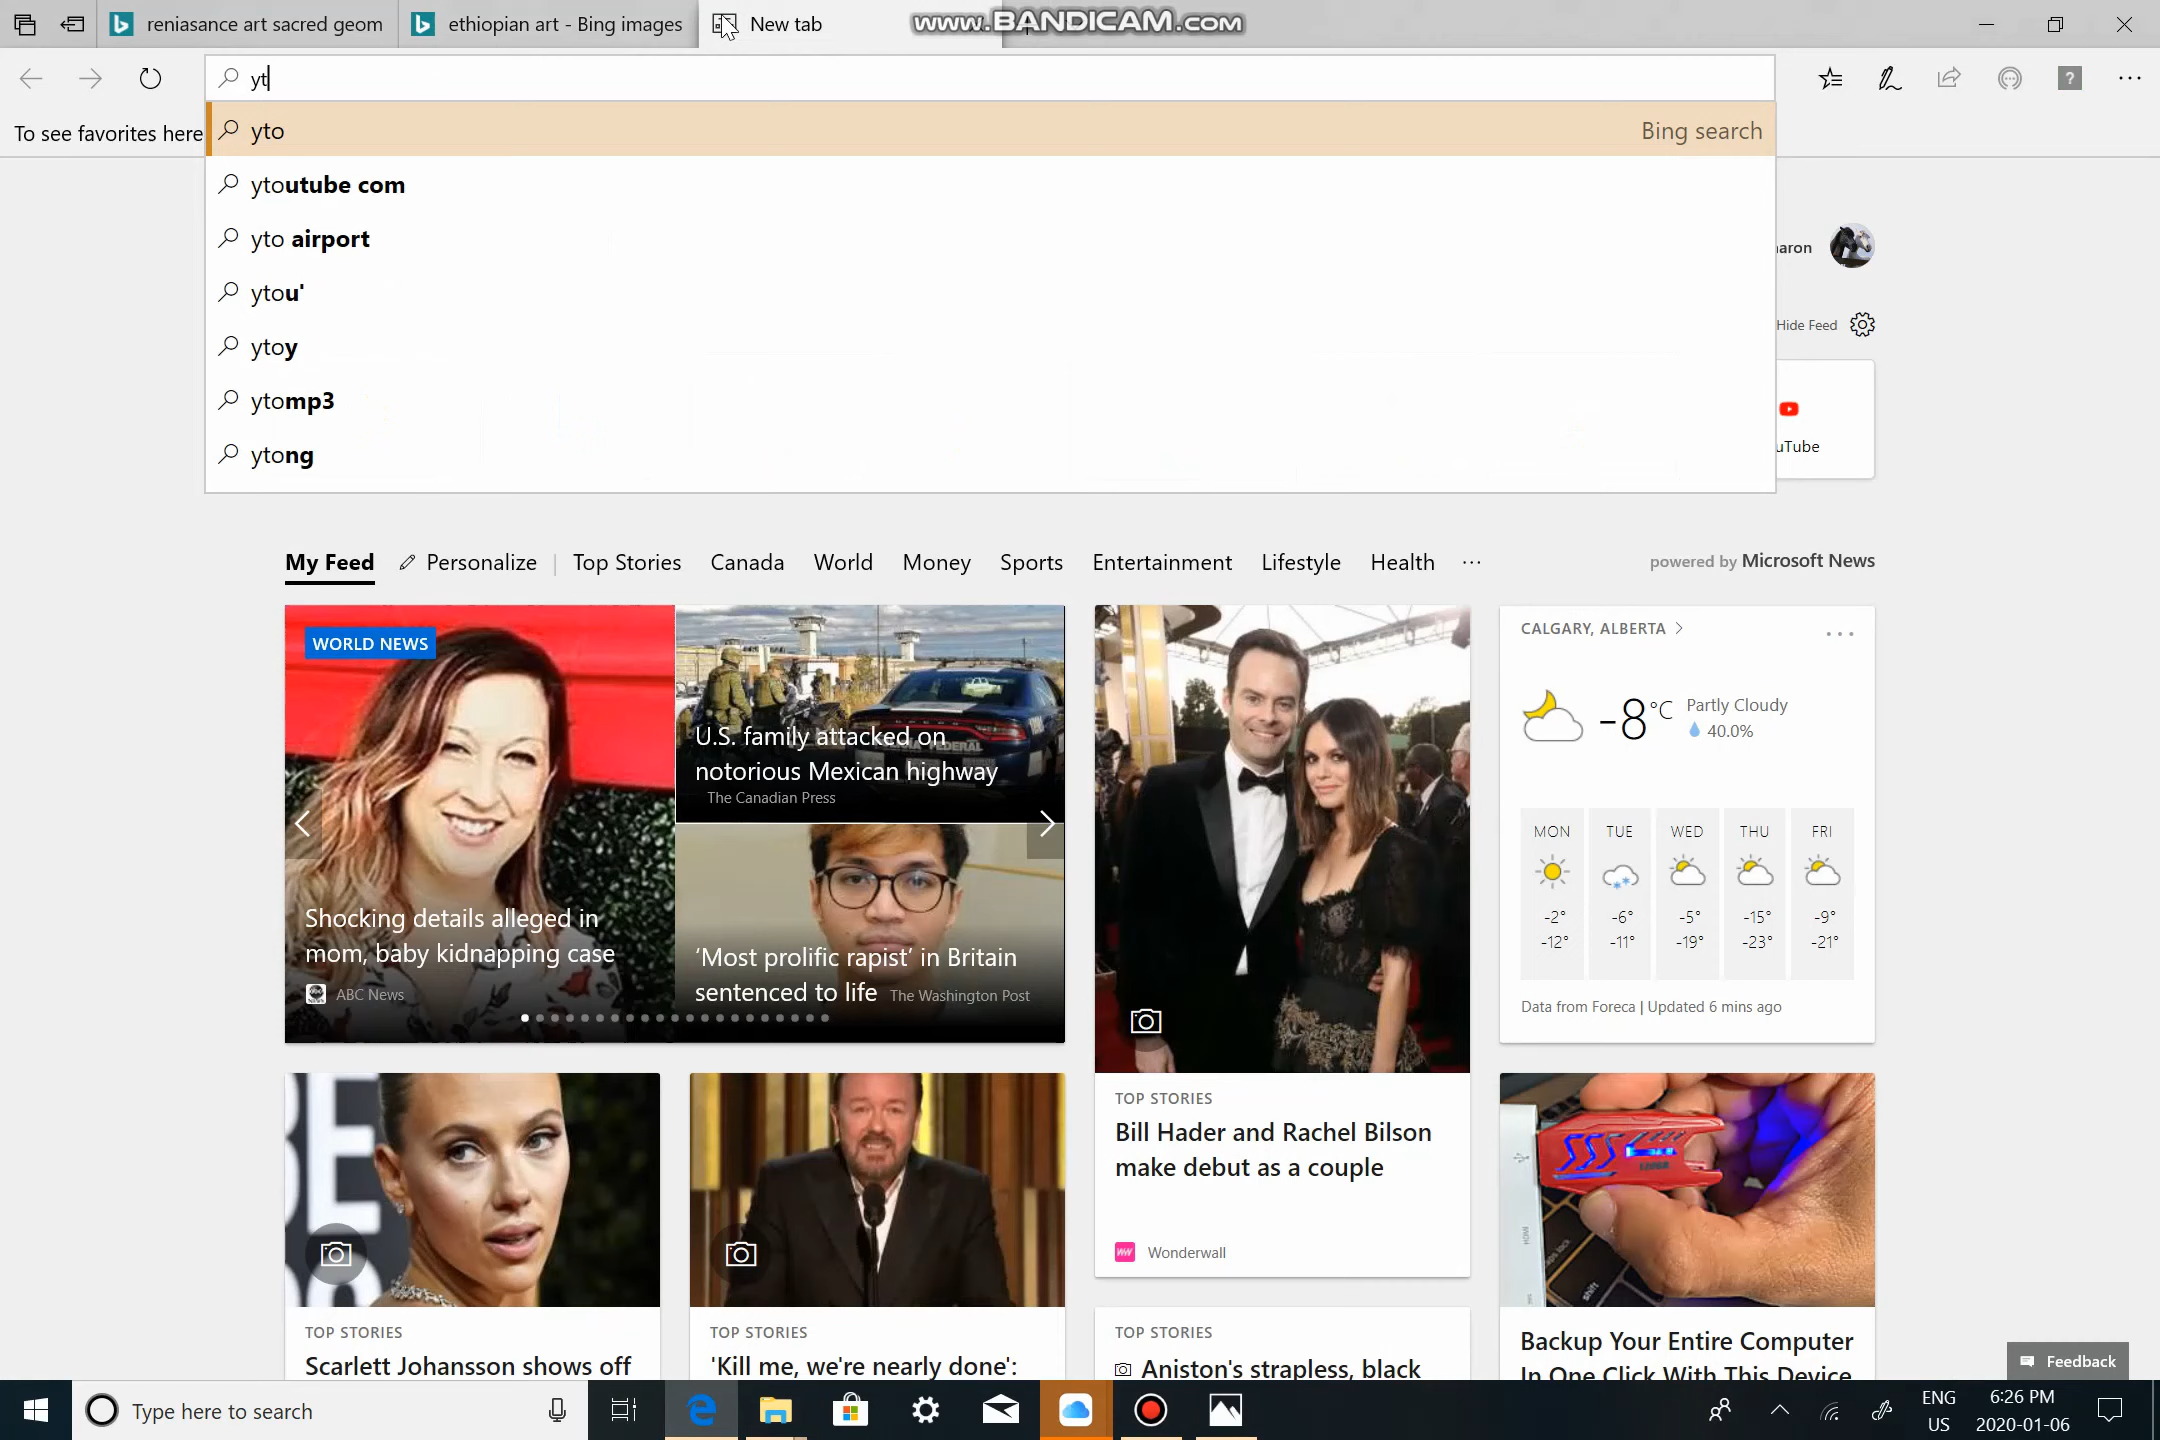 reniasance art sacred geom
ethiopian art - Bing images
New tab
www.BANDICAM.com
yt
To see favorites here
yto
Bing search
ytoutube com
yto airport
ytou'
ytoy
ytomp3
ytong
aron
Hide Feed
uTube
My Feed
Personalize
Top Stories
Canada
World
Money
Sports
Entertainment
Lifestyle
Health
powered by Microsoft News
WORLD NEWS
Shocking details alleged in
mom, baby kidnapping case
ABC News
U.S. family attacked on
notorious Mexican highway
The Canadian Press
‘Most prolific rapist’ in Britain
sentenced to life The Washington Post
CALGARY, ALBERTA
-8°C
Partly Cloudy
40.0%
MON TUE WED THU FRI
-2° -6° -5° -15° -9°
-12° -11° -19° -23° -21°
Data from Foreca | Updated 6 mins ago
TOP STORIES
Bill Hader and Rachel Bilson
make debut as a couple
Wonderwall
TOP STORIES
Scarlett Johansson shows off
TOP STORIES
'Kill me, we're nearly done':
TOP STORIES
Aniston's strapless, black
Backup Your Entire Computer
In One Click With This Device
Feedback
Type here to search
ENG
US
6:26 PM
2020-01-06